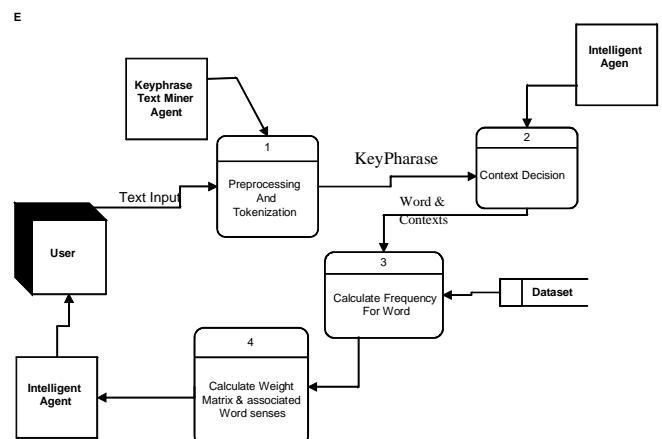 E
Intelligent
Agen
Keyphrase
Text Miner
Agent
1
Preprocessing
And
Tokenization
KeyPharase
2
Context Decision
Text Input
Word &
Contexts
User
3
Calculate Frequency
For Word
Dataset
4
Calculate Weight
Matrix & associated
Word senses
Intelligent
Agent